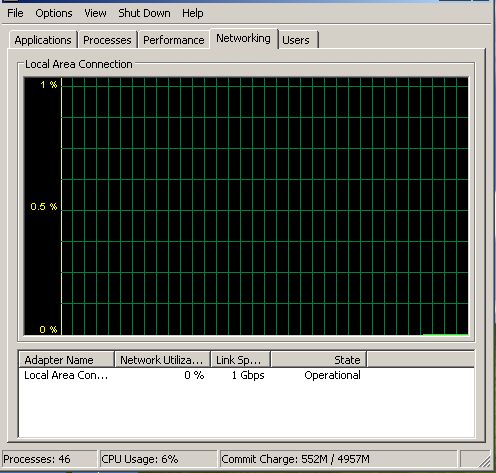 File Options View Shut Down Help
Applications Processes Performance Networking Users
Local Area Connection
1 %
0.5 %
0 %
Adapter Name Network Utiliza... Link Sp... State
Local Area Con... 0 % 1 Gbps Operational
Processes: 46 CPU Usage: 6% Commit Charge: 552M / 4957M